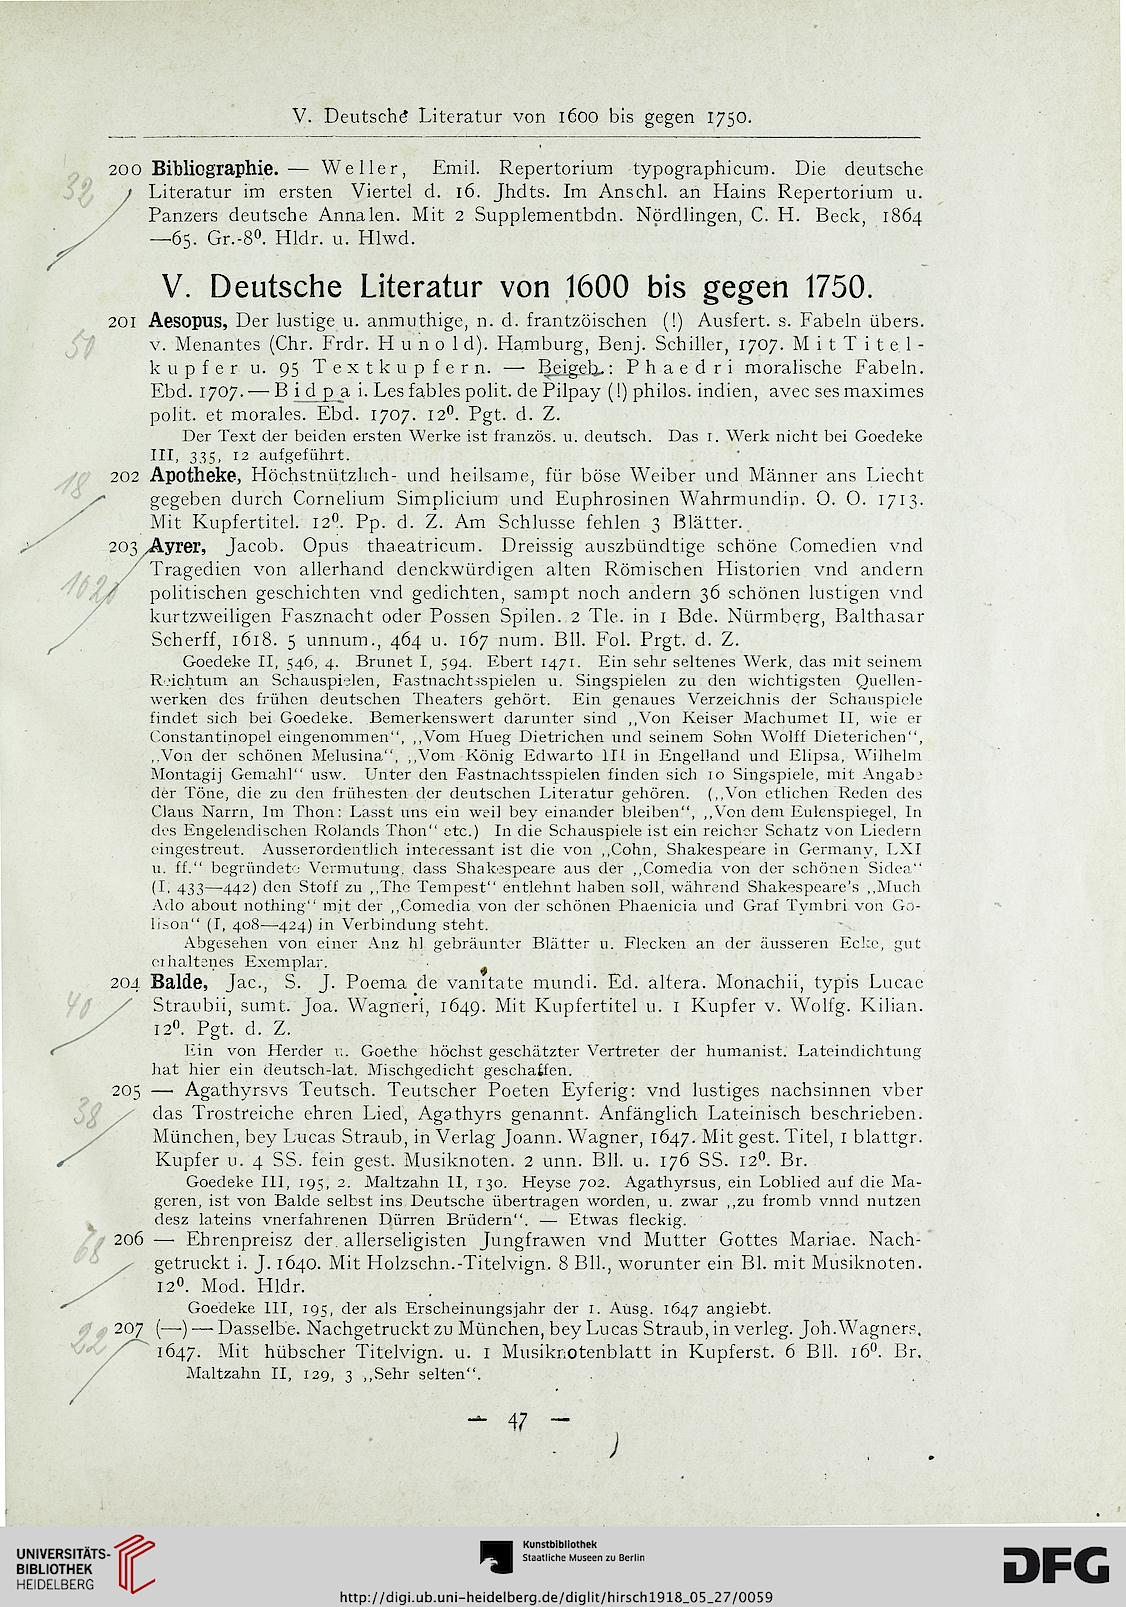 V. Deutsche Literatur von 1600 bis gegen 1750.
200 Bibliographie. — Weller, Emil. Repertorium typographicum. Die deutsche
Literatur im ersten Viertel d. 16. Jhdts. Im Anschl. an Hains Repertorium u.
Panzers deutsche Annalen. Mit 2 Supplementbdn. Nördlingen, C. H. Beck, 1864
—65. Gr.-8⁰. Hldr. u. Hlwd.
32
V. Deutsche Literatur von 1600 bis gegen 1750.
201 Aesopus, Der lustige u. anmuthige, n. d. frantzöischen (!) Ausfert. s. Fabeln übers.
v. Menantes (Chr. Frdr. Hunold). Hamburg, Benj. Schiller, 1707. Mit Titel-
kupfer u. 95 Textkupfern. — Beigeb.: Phaedri moralische Fabeln.
Ebd. 1707. — Bidpai. Les fables polit. de Pilpay (!) philos. indien, avec ses maximes
polit. et morales. Ebd. 1707. 12⁰. Pgt. d. Z.
Der Text der beiden ersten Werke ist französ. u. deutsch. Das 1. Werk nicht bei Goedeke
III, 335, 12 aufgeführt.
50
202 Apotheke, Höchstnützlich- und heilsame, für böse Weiber und Männer ans Liecht
gegeben durch Cornelium Simplicium und Euphrosinen Wahrmundin. O. O. 1713.
Mit Kupfertitel. 12⁰. Pp. d. Z. Am Schlusse fehlen 3 Blätter.
18
203 Ayrer, Jacob. Opus thaeatricum. Dreissig auszbündtige schöne Comedien vnd
Tragedien von allerhand denckwürdigen alten Römischen Historien vnd andern
politischen geschichten vnd gedichten, sampt noch andern 36 schönen lustigen vnd
kurtzweiligen Fasznacht oder Possen Spilen. 2 Tle. in 1 Bde. Nürmberg, Balthasar
Scherff, 1618. 5 unnum., 464 u. 167 num. Bll. Fol. Prgt. d. Z.
Goedeke II, 546, 4. Brunet I, 594. Ebert 1471. Ein sehr seltenes Werk, das mit seinem
Reichtum an Schauspielen, Fastnachtsspielen u. Singspielen zu den wichtigsten Quellen-
werken des frühen deutschen Theaters gehört. Ein genaues Verzeichnis der Schauspiele
findet sich bei Goedeke. Bemerkenswert darunter sind „Von Keiser Machumet II, wie er
Constantinopel eingenommen“, „Vom Hueg Dietrichen und seinem Sohn Wolff Dieterichen“,
„Von der schönen Melusina“, „Vom König Edwarto III in Engelland und Elipsa, Wilhelm
Montagij Gemahl“ usw. Unter den Fastnachtsspielen finden sich 10 Singspiele, mit Angabe
der Töne, die zu den frühesten der deutschen Literatur gehören. („Von etlichen Reden des
Claus Narrn, Im Thon: Lasst uns ein weil bey einander bleiben“, „Von dem Eulenspiegel, In
des Engelendischen Rolands Thon“ etc.) In die Schauspiele ist ein reicher Schatz von Liedern
eingestreut. Ausserordentlich interessant ist die von „Cohn, Shakespeare in Germany, LXI
u. ff.“ begründete Vermutung, dass Shakespeare aus der „Comedia von der schönen Sidea“
(I, 433—442) den Stoff zu „The Tempest“ entlehnt haben soll, während Shakespeare's „Much
Ado about nothing“ mit der „Comedia von der schönen Phaenicia und Graf Tymbri von Go-
lison“ (I, 408—424) in Verbindung steht.
Abgesehen von einer Anz hl gebräunter Blätter u. Flecken an der äusseren Ecke, gut
erhaltenes Exemplar.
204 Balde, Jac., S. J. Poema de vanitate mundi. Ed. altera. Monachii, typis Lucae
Straubii, sumt. Joa. Wagneri, 1649. Mit Kupfertitel u. 1 Kupfer v. Wolfg. Kilian.
12⁰. Pgt. d. Z.
Ein von Herder u. Goethe höchst geschätzter Vertreter der humanist. Lateindichtung
hat hier ein deutsch-lat. Mischgedicht geschaffen.
40
205 — Agathyrsvs Teutsch. Teutscher Poeten Eyferig: vnd lustiges nachsinnen vber
das Trostreiche ehren Lied, Agathyrs genannt. Anfänglich Lateinisch beschrieben.
München, bey Lucas Straub, in Verlag Joann. Wagner, 1647. Mit gest. Titel, 1 blattgr.
Kupfer u. 4 SS. fein gest. Musiknoten. 2 unn. Bll. u. 176 SS. 12⁰. Br.
Goedeke III, 195, 2. Maltzahn II, 130. Heyse 702. Agathyrsus, ein Loblied auf die Ma-
geren, ist von Balde selbst ins Deutsche übertragen worden, u. zwar „zu fromb vnnd nutzen
desz lateins vnerfahrenen Dürren Brüdern“. — Etwas fleckig.
38
206 — Ehrenpreisz der allerseligisten Jungfrawen vnd Mutter Gottes Mariae. Nach-
getruckt i. J. 1640. Mit Holzschn.-Titelvign. 8 Bll., worunter ein Bl. mit Musiknoten.
12⁰. Mod. Hldr.
Goedeke III, 195, der als Erscheinungsjahr der 1. Ausg. 1647 angiebt.
68
207 (—) — Dasselbe. Nachgetruckt zu München, bey Lucas Straub, in verleg. Joh. Wagners,
1647. Mit hübscher Titelvign. u. 1 Musiknotenblatt in Kupferst. 6 Bll. 16⁰. Br.
Maltzahn II, 129, 3 „Sehr selten“.
22
— 47 —
UNIVERSITÄTS-
BIBLIOTHEK
HEIDELBERG
Kunstbibliothek
Staatliche Museen zu Berlin
DFG
http://digi.ub.uni-heidelberg.de/diglit/hirsch1918_05_27/0059